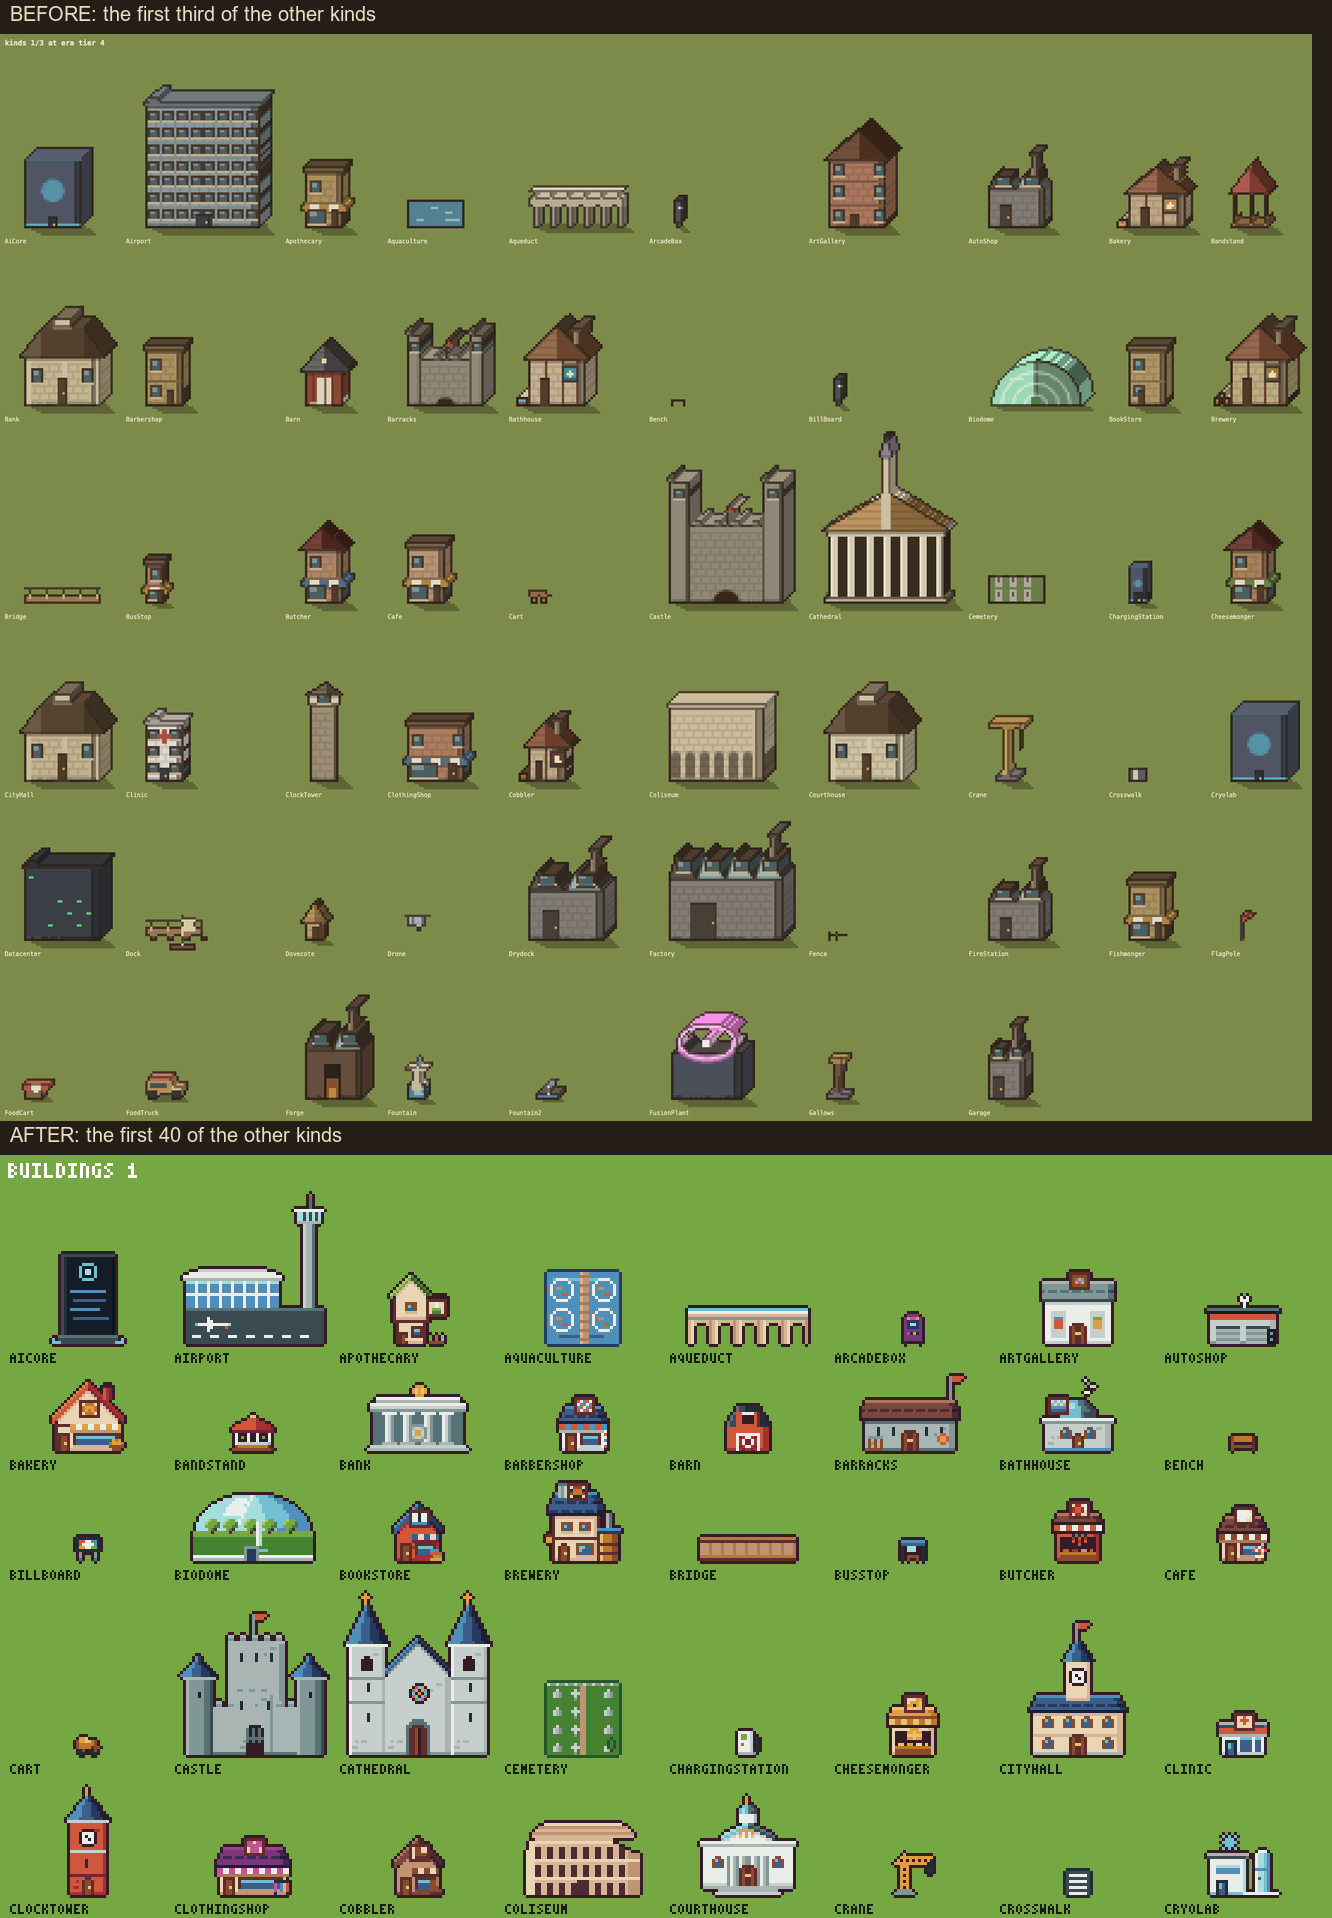 BEFORE: the first third of the other kinds
kinds 1/3 at era tier 4
AiCore Airport Apothecary Aquaculture Aqueduct ArcadeBox ArtGallery AutoShop Bakery Bandstand
Bank Barbershop Barn Barracks Bathhouse Bench BillBoard Biodome BookStore Brewery
Bridge BusStop Butcher Cafe Cart Castle Cathedral Cemetery ChargingStation Cheesemonger
CityHall Clinic ClockTower ClothingShop Cobbler Coliseum Courthouse Crane Crosswalk Cryolab
Datacenter Dock Dovecote Drone Drydock Factory Fence FireStation Fishmonger FlagPole
FoodCart FoodTruck Forge Fountain Fountain2 FusionPlant Gallows Garage
AFTER: the first 40 of the other kinds
BUILDINGS 1
AICORE AIRPORT APOTHECARY AQUACULTURE AQUEDUCT ARCADEBOX ARTGALLERY AUTOSHOP
BAKERY BANDSTAND BANK BARBERSHOP BARN BARRACKS BATHHOUSE BENCH
BILLBOARD BIODOME BOOKSTORE BREWERY BRIDGE BUSSTOP BUTCHER CAFE
CART CASTLE CATHEDRAL CEMETERY CHARGINGSTATION CHEESEMONGER CITYHALL CLINIC
CLOCKTOWER CLOTHINGSHOP COBBLER COLISEUM COURTHOUSE CRANE CROSSWALK CRYOLAB